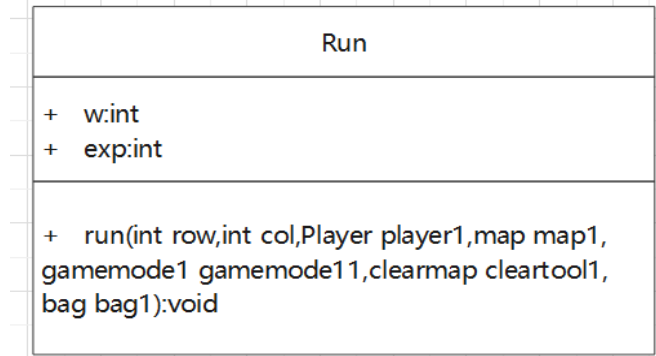 Run
+ w:int
+ exp:int
+ run(int row,int col,Player player1,map map1,
gamemode1 gamemode11,clearmap cleartool1,
bag bag1):void